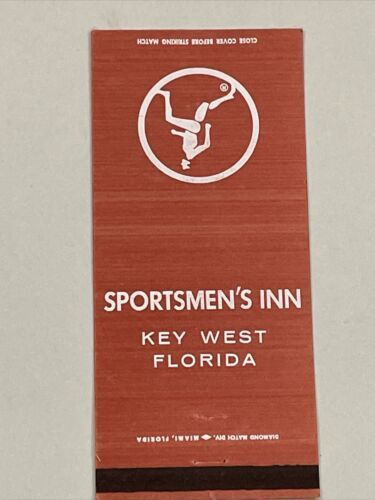 CLOSE COVER BEFORE STRIKING MATCH
®
SPORTSMEN'S INN
KEY WEST
FLORIDA
DIAMOND MATCH DIV. MIAMI, FLORIDA